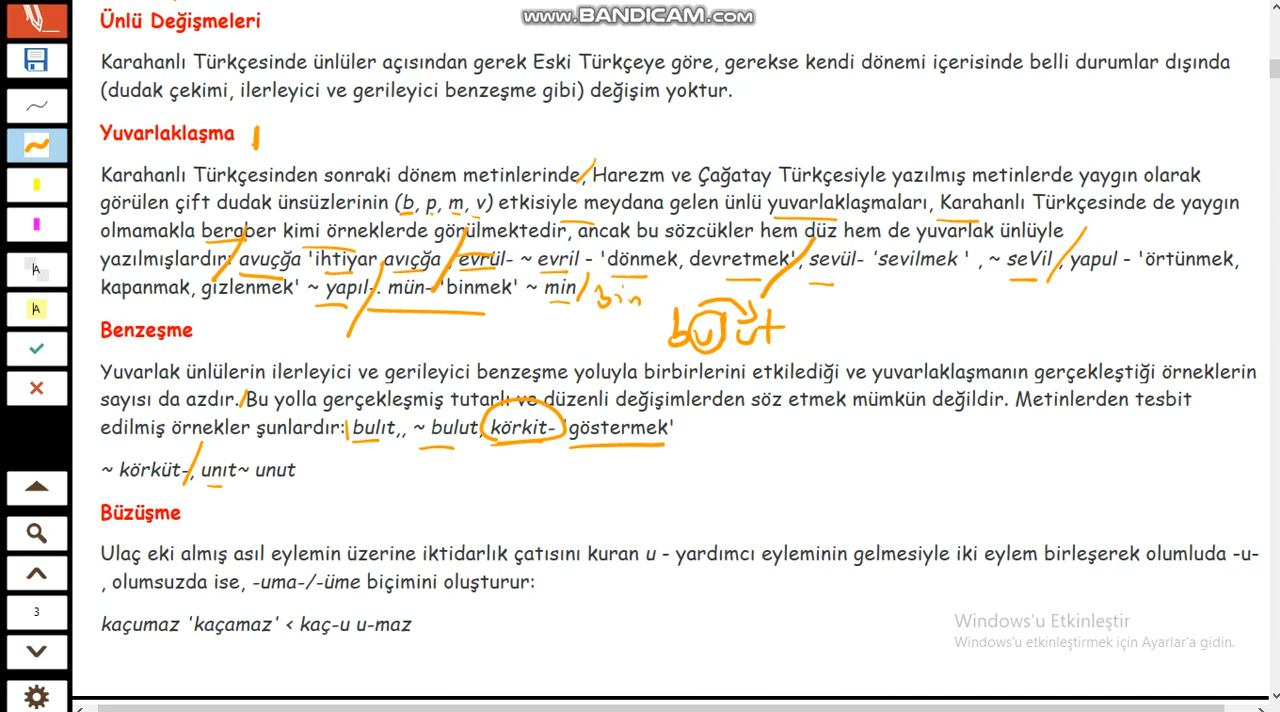 www.BANDICAM.com
Ünlü Değişmeleri
Karahanlı Türkçesinde ünlüler açısından gerek Eski Türkçeye göre, gerekse kendi dönemi içerisinde belli durumlar dışında
(dudak çekimi, ilerleyici ve gerileyici benzeşme gibi) değişim yoktur.
Yuvarlaklaşma
Karahanlı Türkçesinden sonraki dönem metinlerinde, Harezm ve Çağatay Türkçesiyle yazılmış metinlerde yaygın olarak
görülen çift dudak ünsüzlerinin (b, p, m, v) etkisiyle meydana gelen ünlü yuvarlaklaşmaları, Karahanlı Türkçesinde de yaygın
olmamakla beraber kimi örneklerde görülmektedir, ancak bu sözcükler hem düz hem de yuvarlak ünlüyle
yazılmışlardır: avuçğa 'ihtiyar avıçğa , evrül- ~ evril - 'dönmek, devretmek', sevül- 'sevilmek ' , ~ seVil , yapul - 'örtünmek,
kapanmak, gizlenmek' ~ yapıl-. mün- 'binmek' ~ min
bin
bulut
Benzeşme
Yuvarlak ünlülerin ilerleyici ve gerileyici benzeşme yoluyla birbirlerini etkilediği ve yuvarlaklaşmanın gerçekleştiği örneklerin
sayısı da azdır. Bu yolla gerçekleşmiş tutarlı ve düzenli değişimlerden söz etmek mümkün değildir. Metinlerden tesbit
edilmiş örnekler şunlardır: bulıt,, ~ bulut, körkit- 'göstermek'
~ körküt-, unıt~ unut
Büzüşme
Ulaç eki almış asıl eylemin üzerine iktidarlık çatısını kuran u - yardımcı eyleminin gelmesiyle iki eylem birleşerek olumluda -u-
, olumsuzda ise, -uma-/-üme biçimini oluşturur:
kaçumaz 'kaçamaz' < kaç-u u-maz
Windows'u Etkinleştir
Windows'u etkinleştirmek için Ayarlar'a gidin.
3